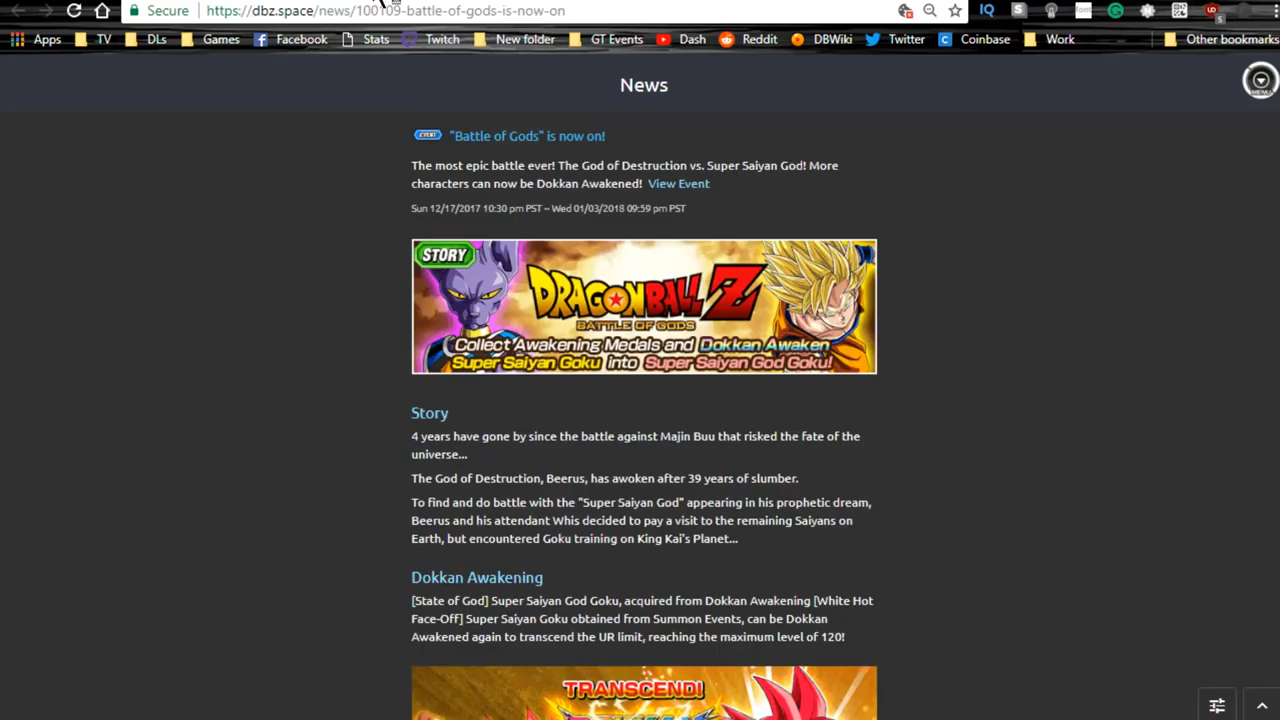 Secure https://dbz.space/news/100109-battle-of-gods-is-now-on
Apps TV DLs Games Facebook Stats Twitch New folder GT Events Dash Reddit DBWiki Twitter Coinbase Work Other bookmarks
News
MENU
EVENT "Battle of Gods" is now on!
The most epic battle ever! The God of Destruction vs. Super Saiyan God! More
characters can now be Dokkan Awakened! View Event
Sun 12/17/2017 10:30 pm PST ~ Wed 01/03/2018 09:59 pm PST
STORY
DRAGONBALL Z
BATTLE OF GODS
Collect Awakening Medals and Dokkan Awaken
Super Saiyan Goku into Super Saiyan God Goku!
Story
4 years have gone by since the battle against Majin Buu that risked the fate of the
universe...
The God of Destruction, Beerus, has awoken after 39 years of slumber.
To find and do battle with the "Super Saiyan God" appearing in his prophetic dream,
Beerus and his attendant Whis decided to pay a visit to the remaining Saiyans on
Earth, but encountered Goku training on King Kai's Planet...
Dokkan Awakening
[State of God] Super Saiyan God Goku, acquired from Dokkan Awakening [White Hot
Face-Off] Super Saiyan Goku obtained from Summon Events, can be Dokkan
Awakened again to transcend the UR limit, reaching the maximum level of 120!
TRANSCEND!